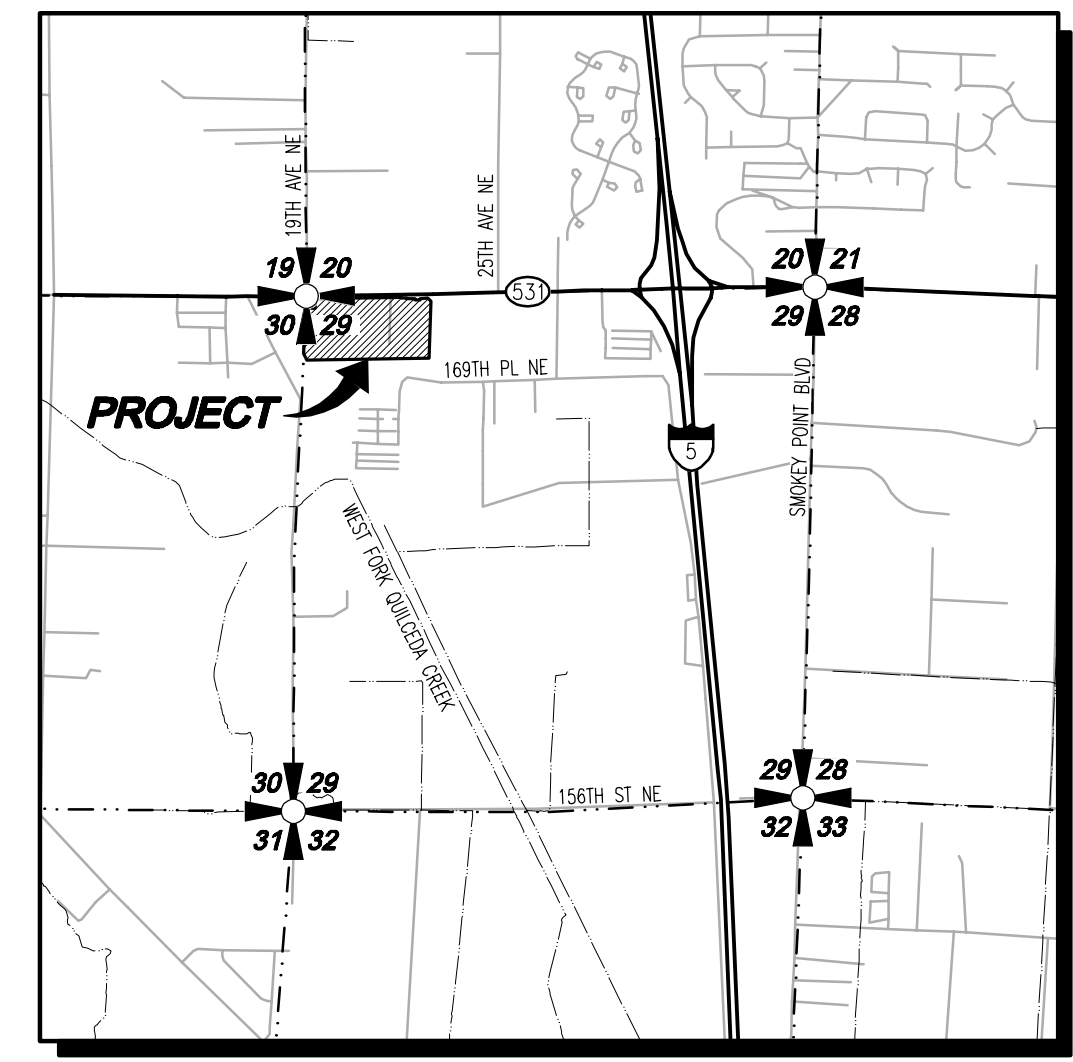 19TH AVE NE
25TH AVE NE
19 20
30 29
531
20 21
29 28
169TH PL NE
PROJECT
5
SMOKEY POINT BLVD
WEST FORK QUILCEDA CREEK
30 29
31 32
156TH ST NE
29 28
32 33